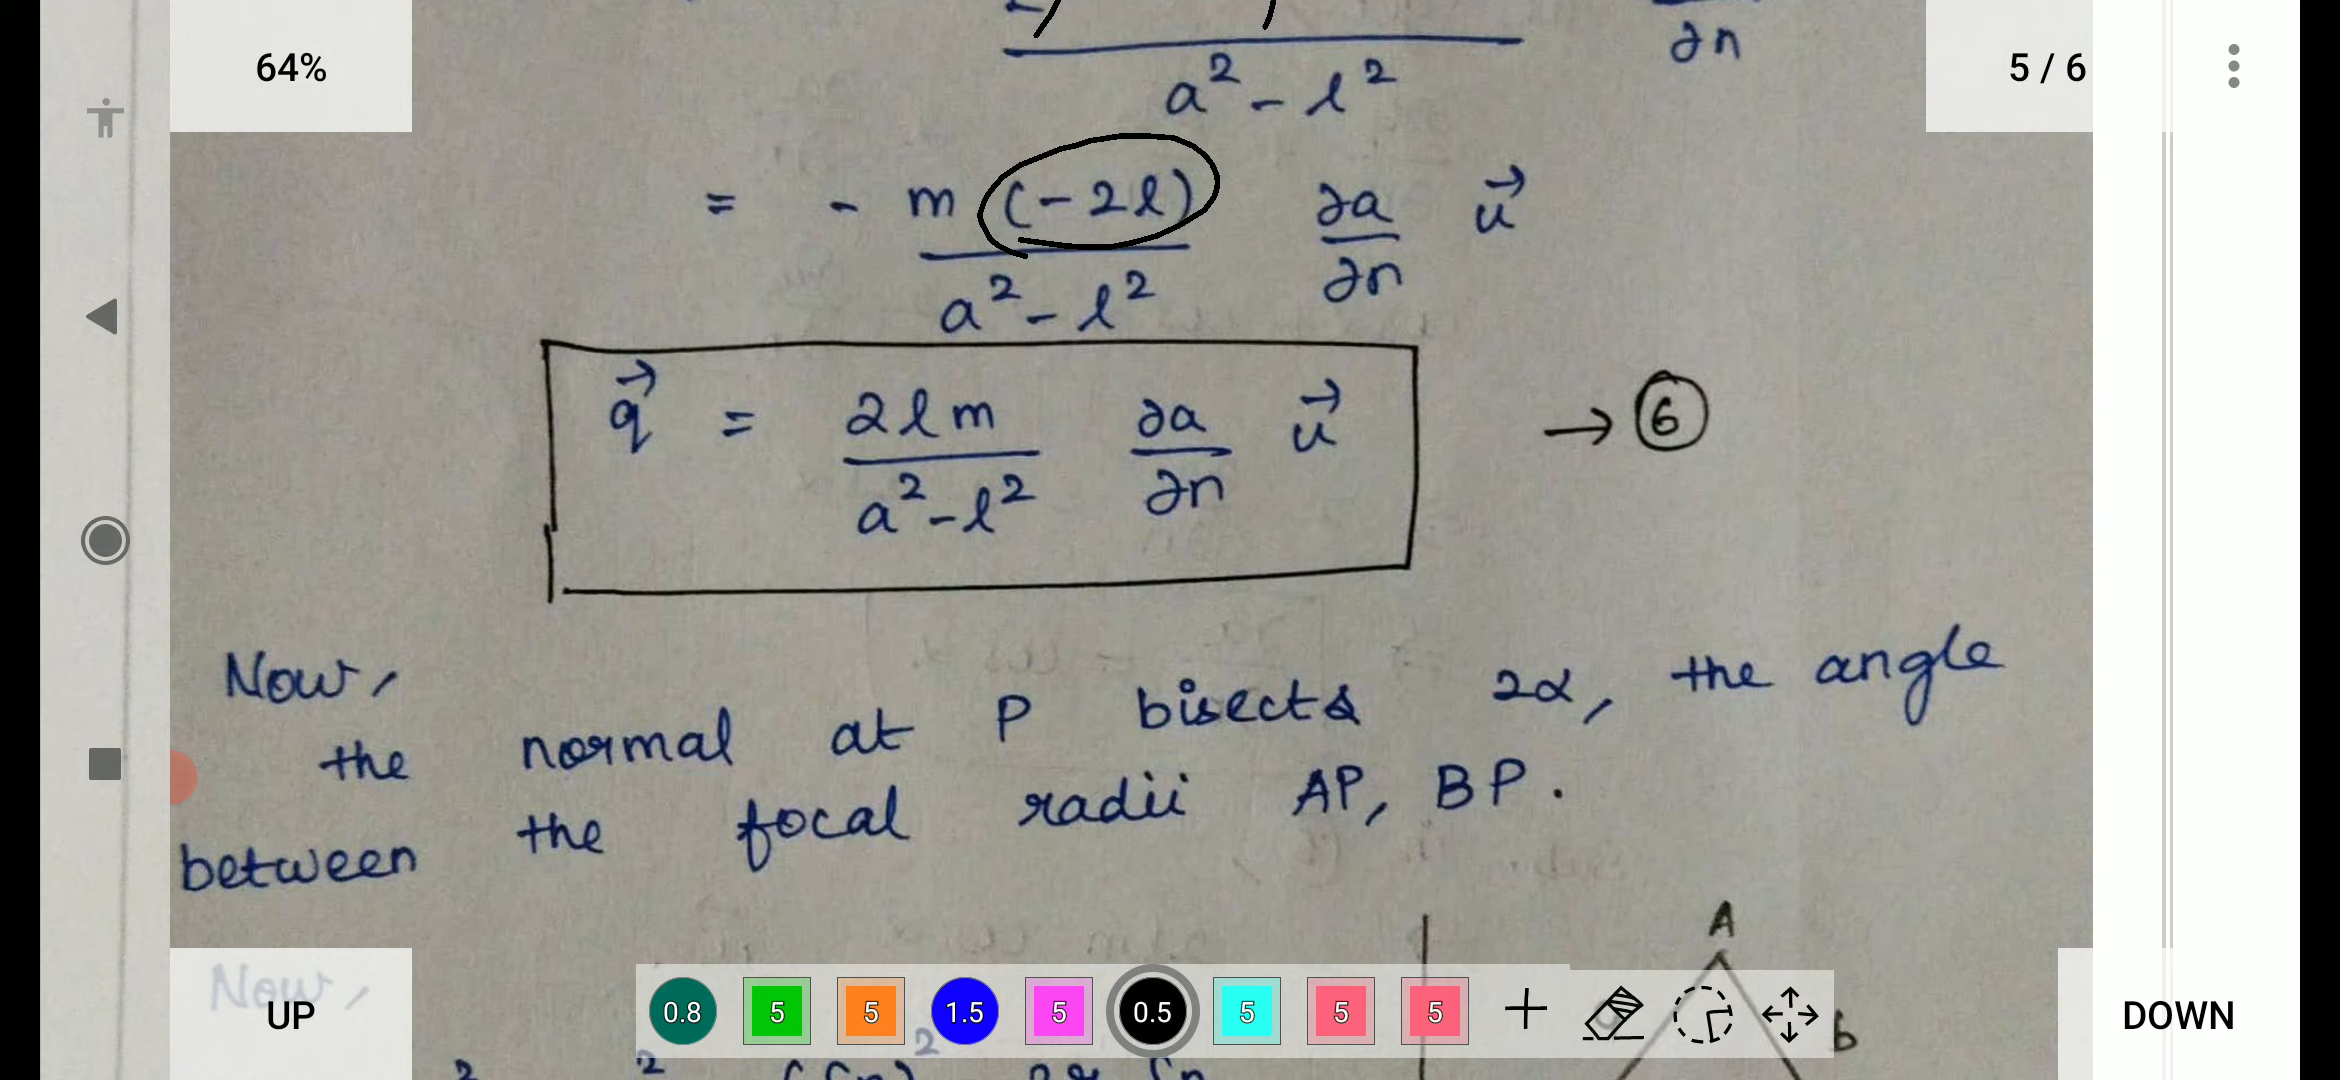 64%
5 / 6
∂n
a² - l²
= - m (-2l) ∂a u⃗
a² - l² ∂n
q⃗ = 2lm ∂a u⃗ → ⑥
a² - l² ∂n
Now, the normal at P bisects 2α, the angle
between the focal radii AP, BP.
A
Now,
UP
0.8 5 5 1.5 5 0.5 5 5 5
b
DOWN
2